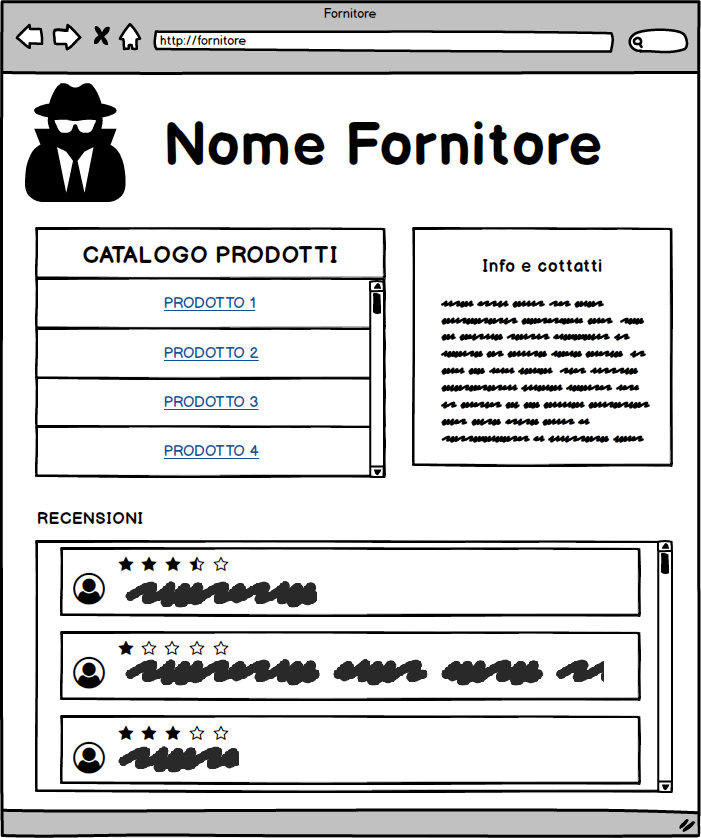 Fornitore
http://fornitore
Nome Fornitore
CATALOGO PRODOTTI
PRODOTTO 1
PRODOTTO 2
PRODOTTO 3
PRODOTTO 4
Info e cottatti
RECENSIONI